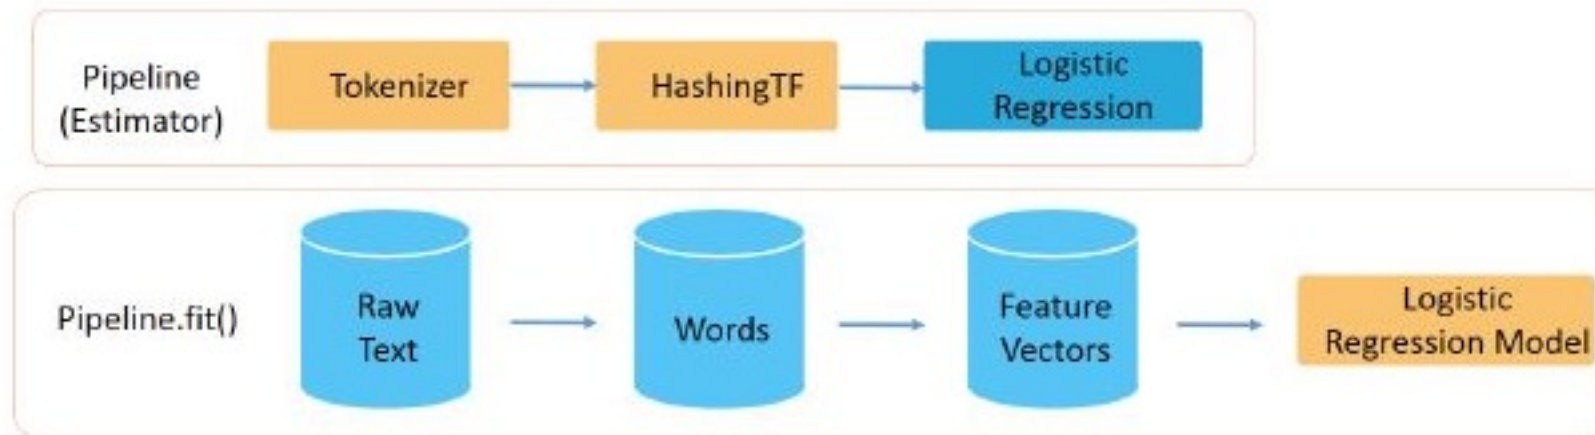 Pipeline
(Estimator)
Tokenizer
HashingTF
Logistic
Regression
Pipeline.fit()
Raw
Text
Words
Feature
Vectors
Logistic
Regression Model